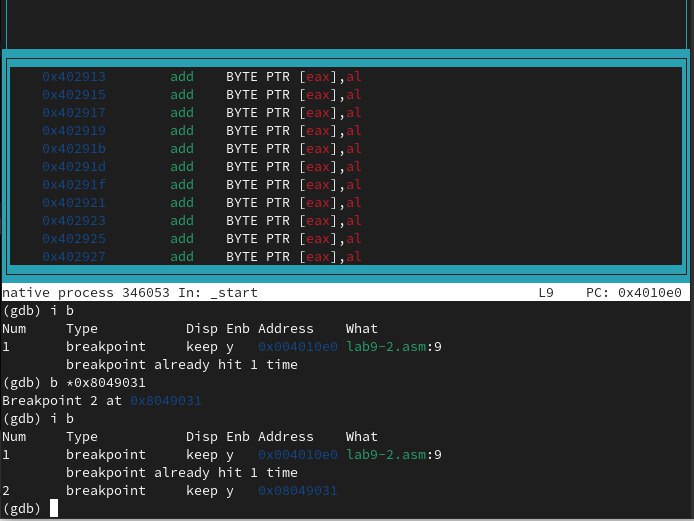 0x402913 add BYTE PTR [eax],al
0x402915 add BYTE PTR [eax],al
0x402917 add BYTE PTR [eax],al
0x402919 add BYTE PTR [eax],al
0x40291b add BYTE PTR [eax],al
0x40291d add BYTE PTR [eax],al
0x40291f add BYTE PTR [eax],al
0x402921 add BYTE PTR [eax],al
0x402923 add BYTE PTR [eax],al
0x402925 add BYTE PTR [eax],al
0x402927 add BYTE PTR [eax],al
native process 346053 In: _start L9 PC: 0x4010e0
(gdb) i b
Num Type Disp Enb Address What
1 breakpoint keep y 0x004010e0 lab9-2.asm:9
breakpoint already hit 1 time
(gdb) b *0x8049031
Breakpoint 2 at 0x8049031
(gdb) i b
Num Type Disp Enb Address What
1 breakpoint keep y 0x004010e0 lab9-2.asm:9
breakpoint already hit 1 time
2 breakpoint keep y 0x08049031
(gdb)